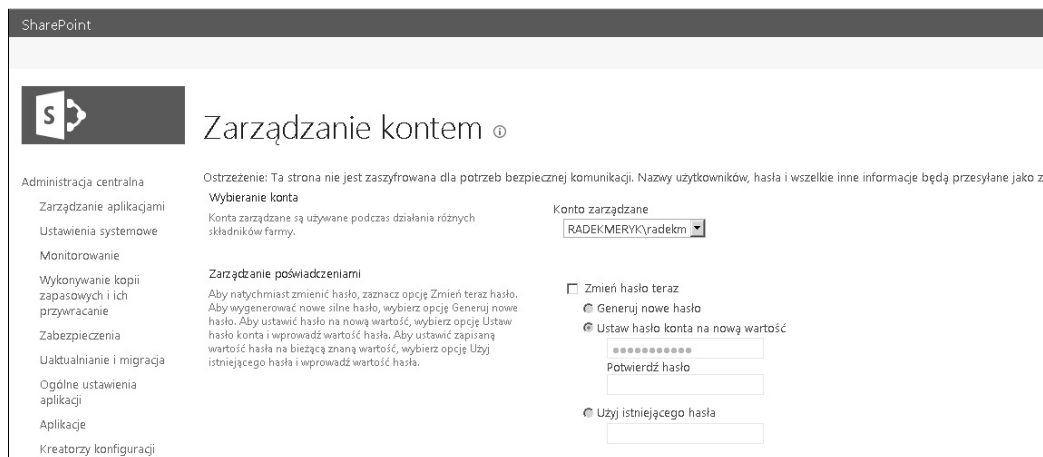 SharePoint
S
Zarządzanie kontem
Administracja centralna
Zarządzanie aplikacjami
Ustawienia systemowe
Monitorowanie
Wykonywanie kopii
zapasowych i ich
przywracanie
Zabezpieczenia
Uaktualnianie i migracja
Ogólne ustawienia
aplikacji
Aplikacje
Kreatorzy konfiguracji
Ostrzeżenie: Ta strona nie jest zaszyfrowana dla potrzeb bezpiecznej komunikacji. Nazwy użytkowników, hasła i wszelkie inne informacje będą przesyłane jako z
Wybieranie konta
Konta zarządzane są używane podczas działania różnych
składników farmy.
Konto zarządzane
RADEKMERYK\radekm
Zarządzanie poświadczeniami
Aby natychmiast zmienić hasło, zaznacz opcję Zmień teraz hasło.
Aby wygenerować nowe silne hasło, wybierz opcję Generuj nowe
hasło. Aby ustawić hasło na nową wartość, wybierz opcję Ustaw
hasło konta i wprowadź wartość hasła. Aby ustawić zapisaną
wartość hasła na bieżącą znaną wartość, wybierz opcję Użyj
istniejącego hasła i wprowadź wartość hasła.
Zmień hasło teraz
Generuj nowe hasło
Ustaw hasło konta na nową wartość
Potwierdź hasło
Użyj istniejącego hasła